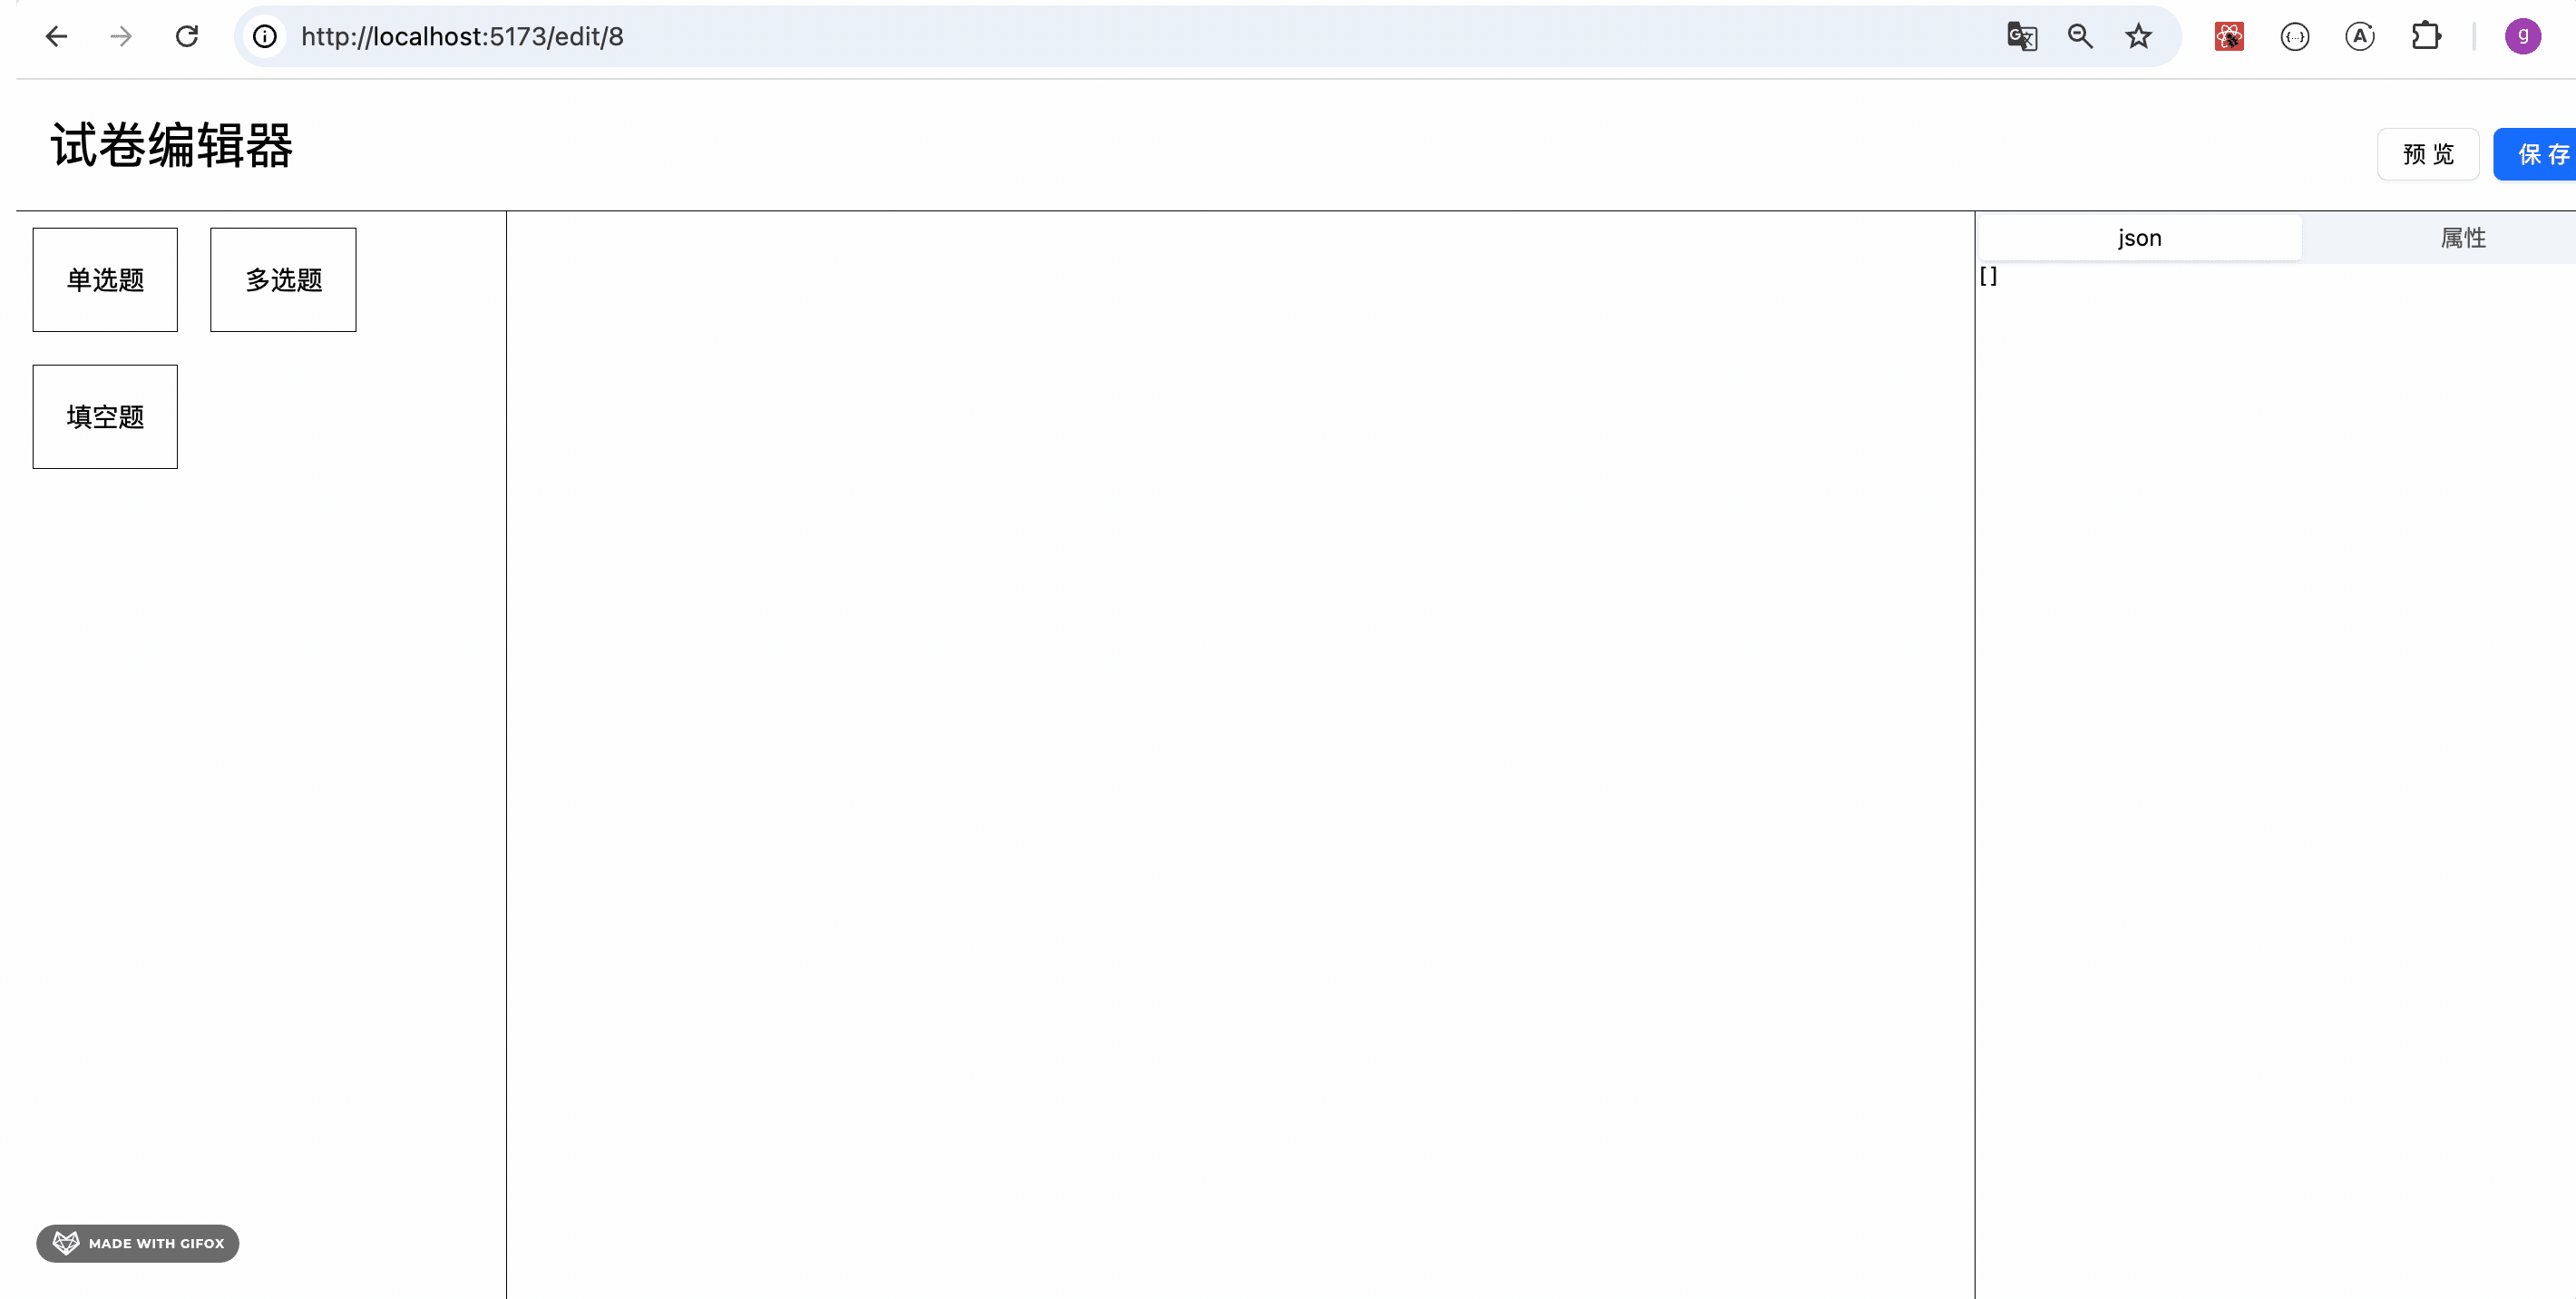 http://localhost:5173/edit/8
g
试卷编辑器
预 览
保 存
单选题
多选题
填空题
json
属性
[]
MADE WITH GIFOX